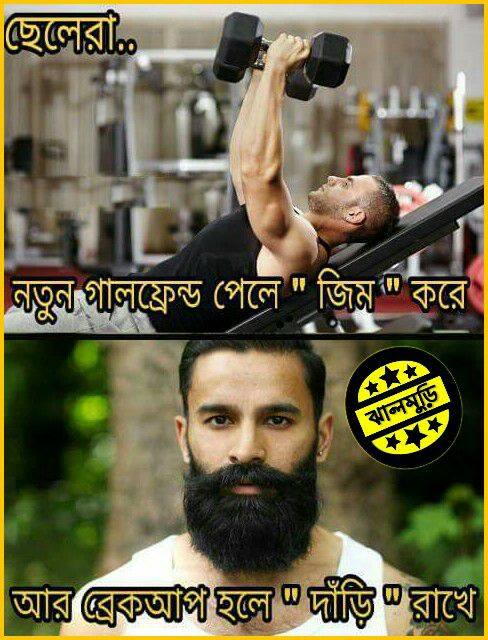 ছেলেরা..
নতুন গালফ্রেন্ড পেলে " জিম " করে
ঝালমুড়ি
আর ব্রেকআপ হলে " দাঁড়ি " রাখে